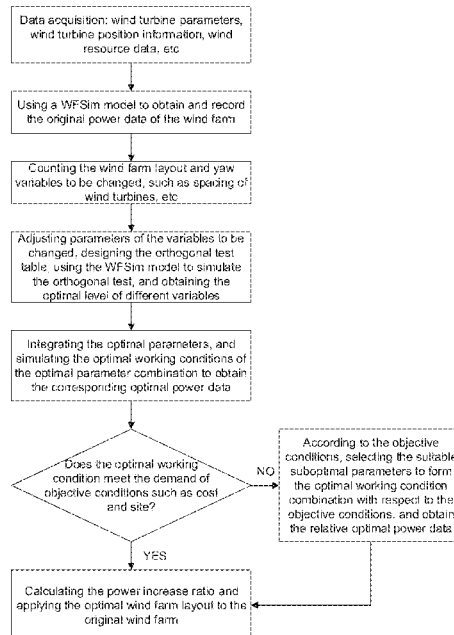 Data acquisition: wind turbine parameters,
wind turbine position information, wind
resource data, etc
Using a WFSim model to obtain and record
the original power data of the wind farm
Counting the wind farm layout and yaw
variables to be changed, such as spacing of
wind turbines, etc
Adjusting parameters of the variables to be
changed, designing the orthogonal test
table, using the WFSim model to simulate
the orthogonal test, and obtaining the
optimal level of different variables
Integrating the optimal parameters, and
simulating the optimal working conditions of
the optimal parameter combination to obtain
the corresponding optimal power data
Does the optimal working
condition meet the demand of
objective conditions such as cost
and site?
NO
According to the objective
conditions, selecting the suitable
suboptimal parameters to form
the optimal working condition
combination with respect to the
objective conditions, and obtain
the relative optimal power data
YES
Calculating the power increase ratio and
applying the optimal wind farm layout to the
original wind farm